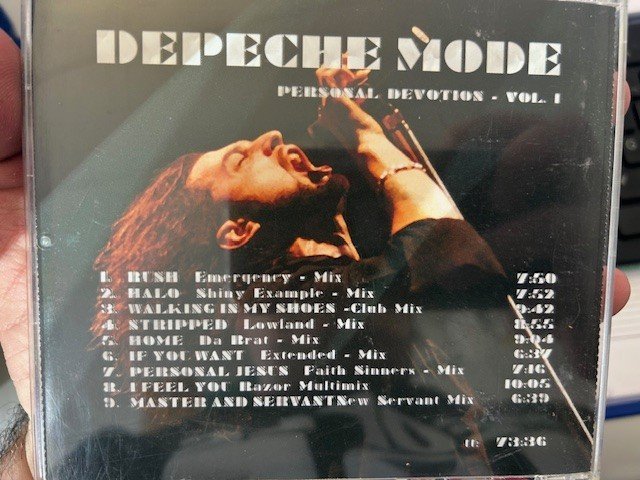 DEPECHE MODE
PERSONAL DEVOTION - VOL. 1
1. RUSH Emergency - Mix 7:50
2. HALO Shiny Example - Mix 7:52
3. WALKING IN MY SHOES -Club Mix 9:42
4. STRIPPED Lowland - Mix 8:55
5. HOME Da Brat - Mix 9:04
6. IF YOU WANT Extended - Mix 6:37
7. PERSONAL JESUS Faith Sinners - Mix 7:16
8. I FEEL YOU Razor Multimix 10:05
9. MASTER AND SERVANTNew Servant Mix 6:39
73:36